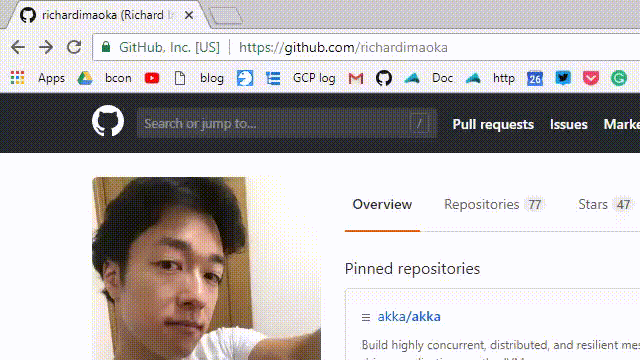 richardimaoka (Richard I
GitHub, Inc. [US] https://github.com/richardimaoka
Apps bcon blog GCP log Doc http
26
Search or jump to... /
Pull requests Issues Marke
Overview Repositories 77 Stars 47
Pinned repositories
akka/akka
Build highly concurrent, distributed, and resilient me